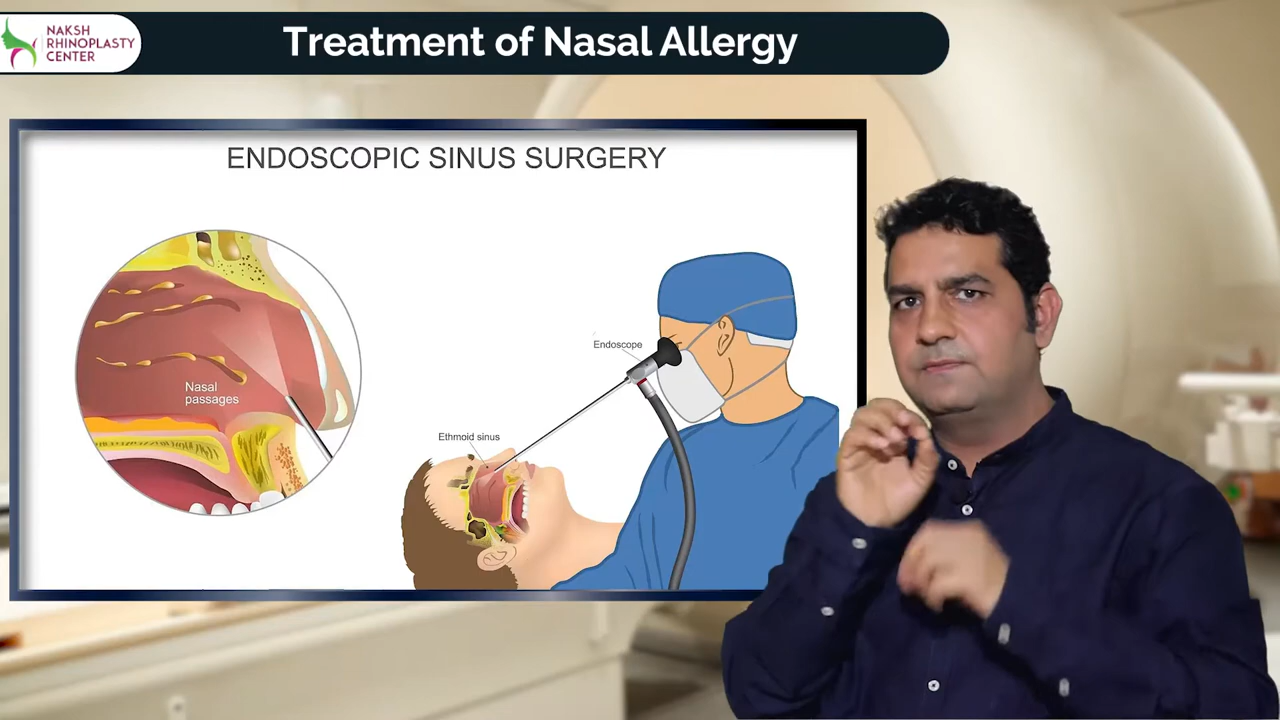 NAKSH
RHINOPLASTY
CENTER
Treatment of Nasal Allergy
ENDOSCOPIC SINUS SURGERY
Nasal
passages
Endoscope
Ethmoid sinus